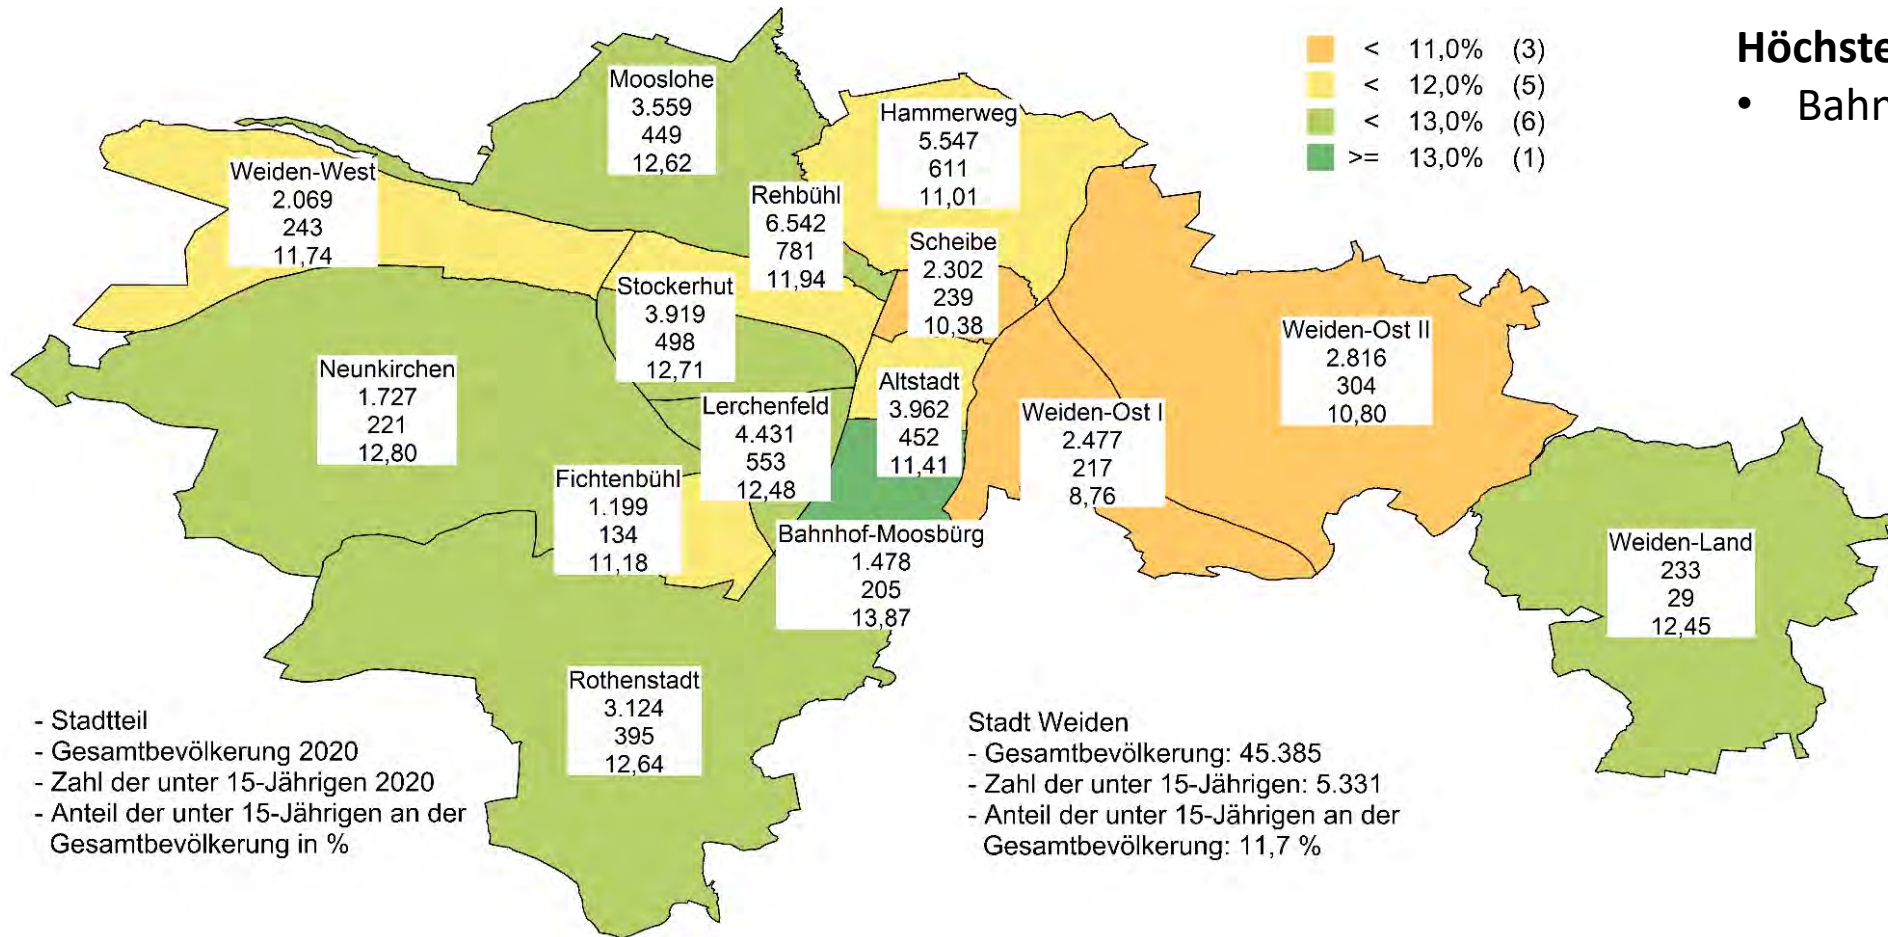 Mooslohe
3.559
449
12,62
< 11,0% (3)
< 12,0% (5)
< 13,0% (6)
>= 13,0% (1)
Höchste
• Bahn
Hammerweg
5.547
611
11,01
Weiden-West
2.069
243
11,74
Rehbühl
6.542
781
11,94
Scheibe
2.302
239
10,38
Stockerhut
3.919
498
12,71
Weiden-Ost II
2.816
304
10,80
Neunkirchen
1.727
221
12,80
Altstadt
3.962
452
11,41
Lerchenfeld
4.431
553
12,48
Weiden-Ost I
2.477
217
8,76
Fichtenbühl
1.199
134
11,18
Bahnhof-Moosbürg
1.478
205
13,87
Weiden-Land
233
29
12,45
Rothenstadt
3.124
395
12,64
- Stadtteil
- Gesamtbevölkerung 2020
- Zahl der unter 15-Jährigen 2020
- Anteil der unter 15-Jährigen an der
Gesamtbevölkerung in %
Stadt Weiden
- Gesamtbevölkerung: 45.385
- Zahl der unter 15-Jährigen: 5.331
- Anteil der unter 15-Jährigen an der
Gesamtbevölkerung: 11,7 %